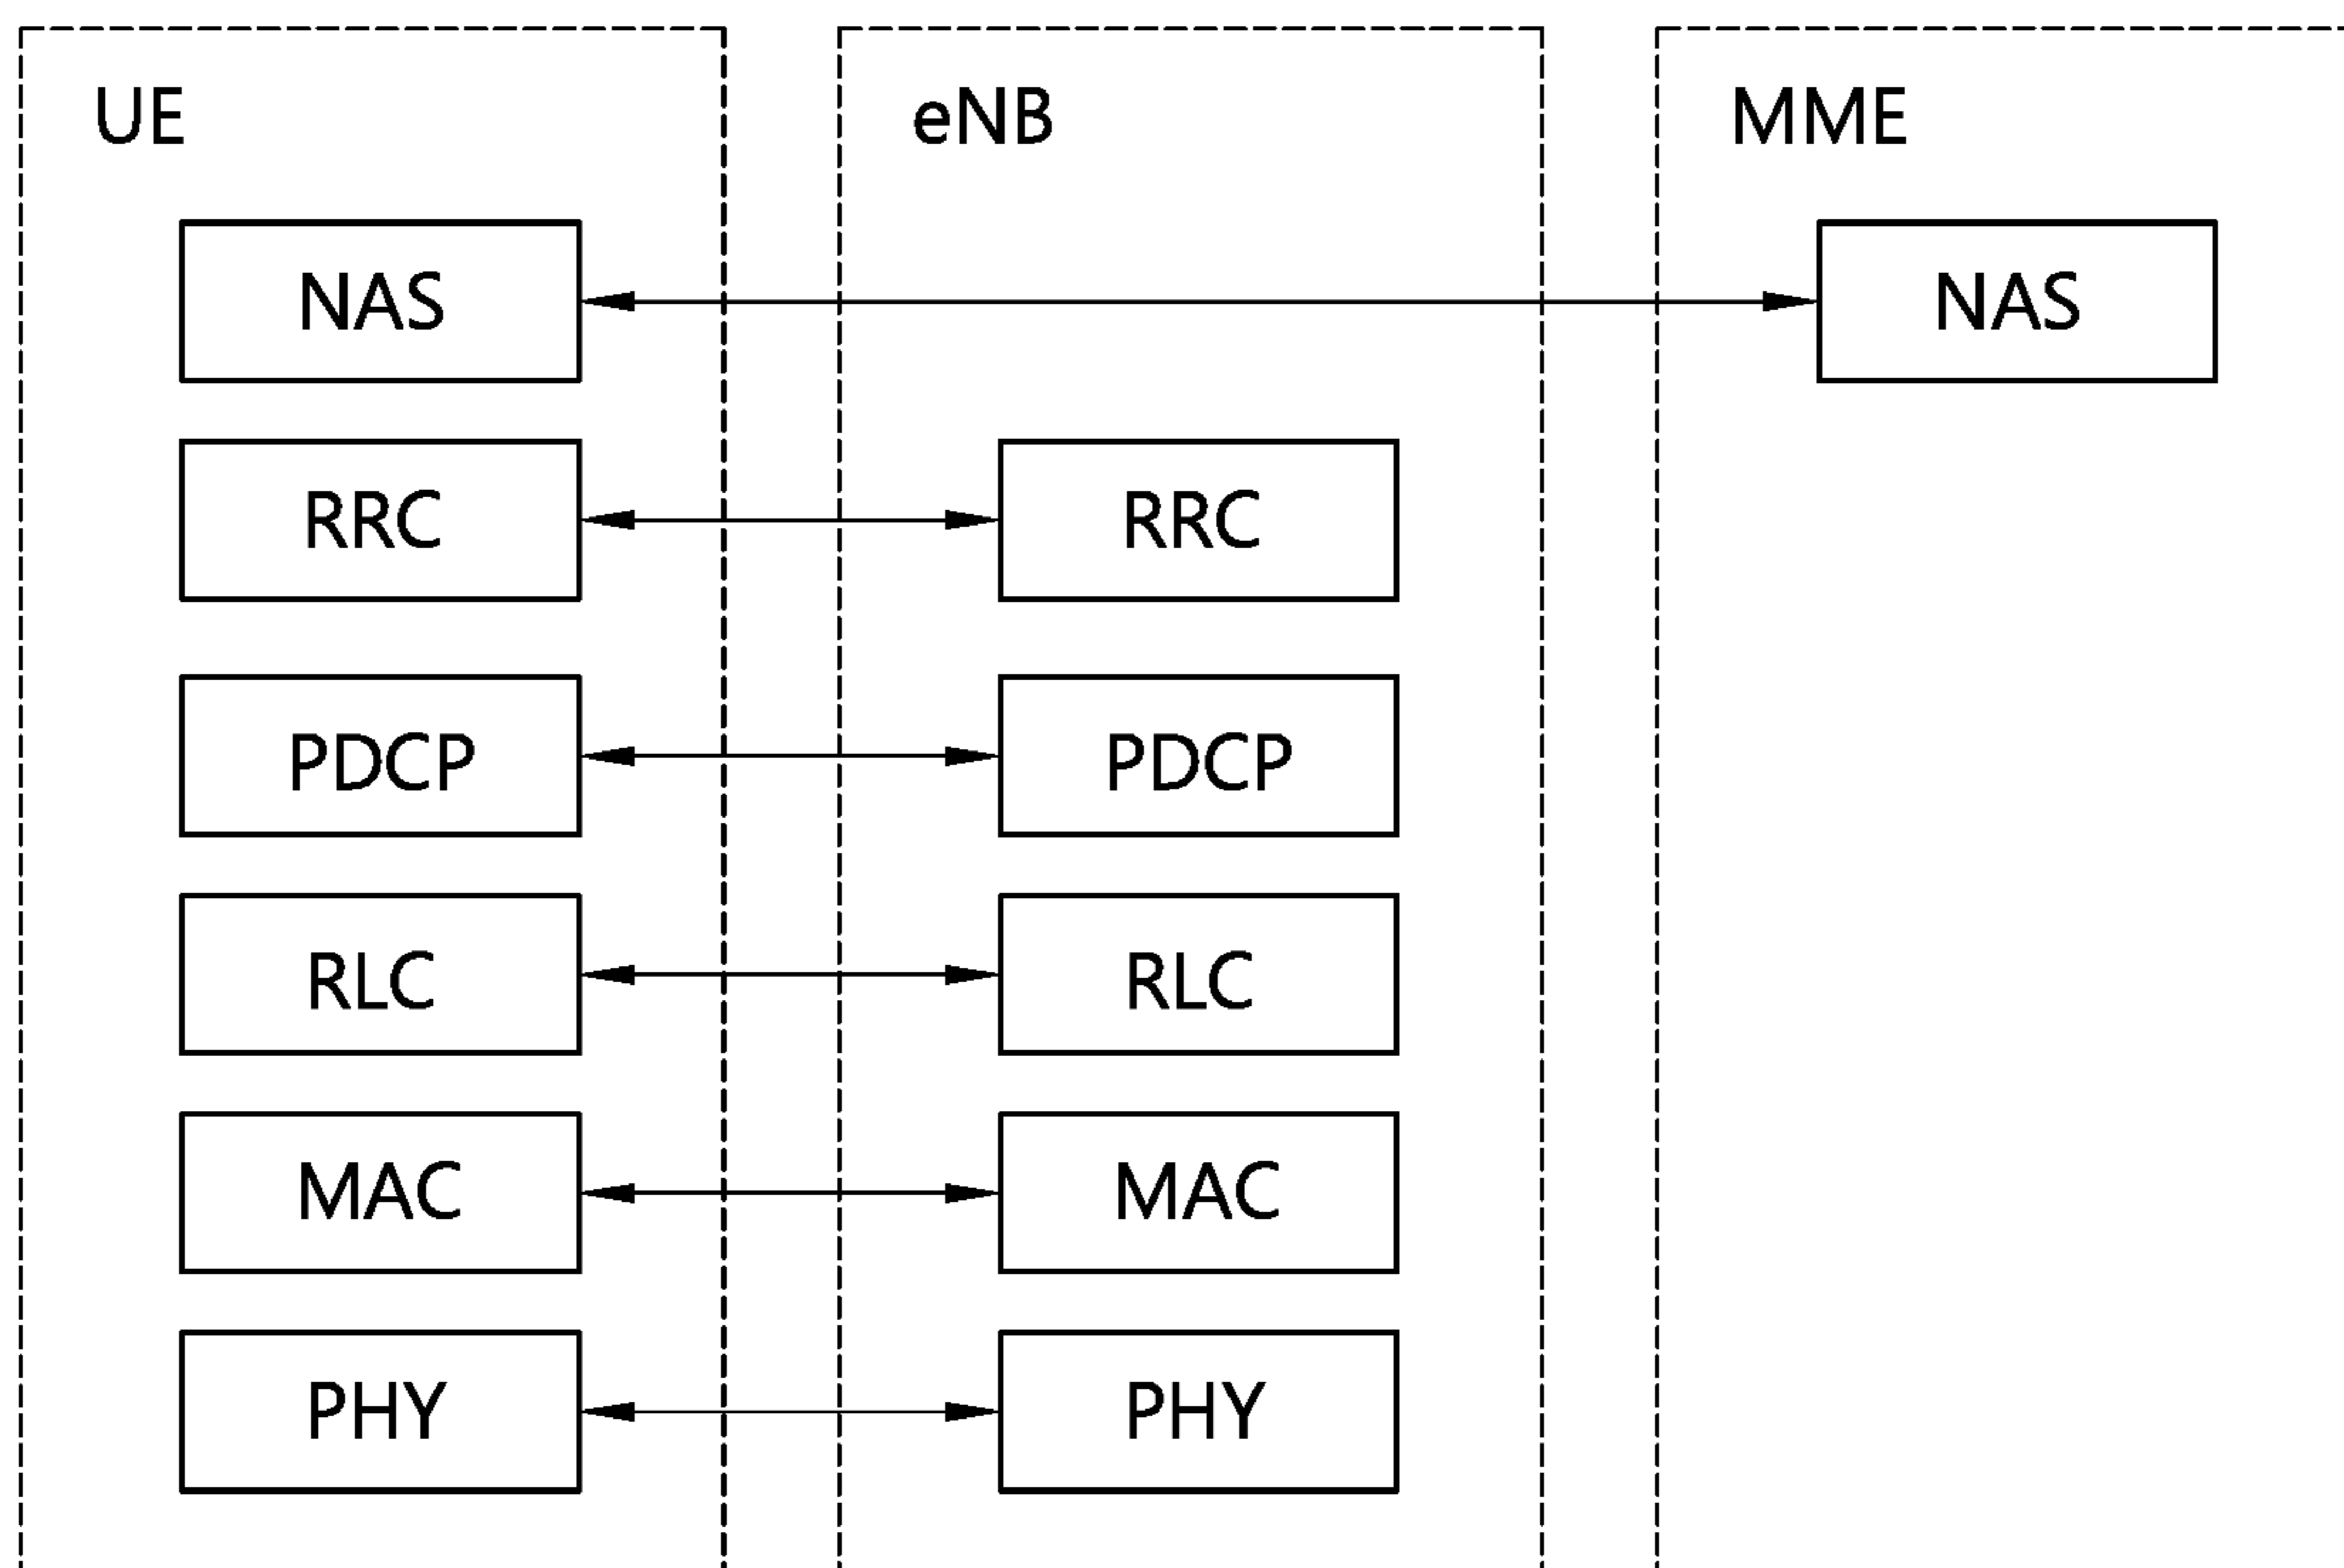 UE
eNB
MME
NAS
NAS
RRC
RRC
PDCP
PDCP
RLC
RLC
MAC
MAC
PHY
PHY